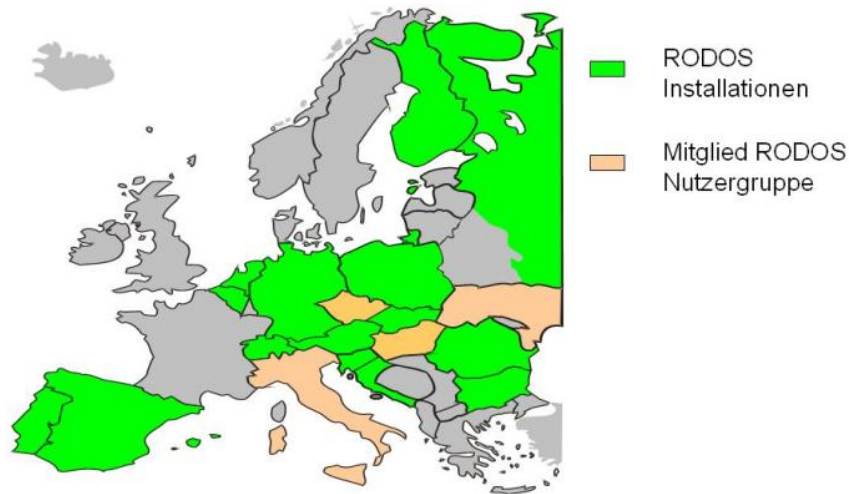 RODOS
Installationen
Mitglied RODOS
Nutzergruppe